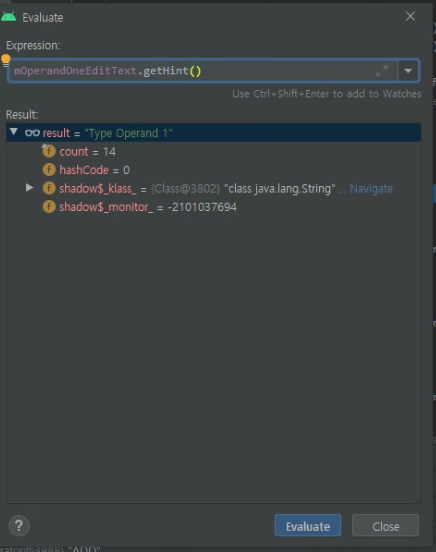 Evaluate
Expression:
mOperandOneEditText.getHint()
Use Ctrl+Shift+Enter to add to Watches
Result:
result = "Type Operand 1"
f count = 14
f hashCode = 0
f shadow$_klass_ = {Class@3802} "class java.lang.String"... Navigate
f shadow$_monitor_ = -2101037694
? Evaluate Close
rator@3988} "ADD"